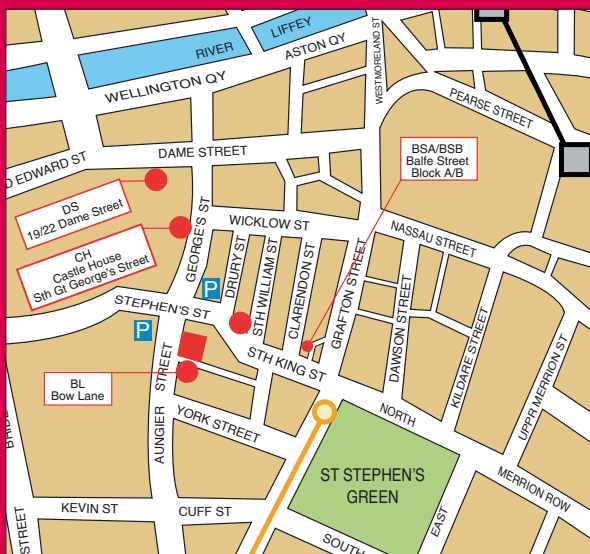 RIVER
LIFFEY
ASTON QY
WELLINGTON QY
WESTMORELAND ST
PEARSE STREET
D EDWARD ST
DAME STREET
BSA/BSB
Balfe Street
Block A/B
DS
19/22 Dame Street
CH
Castle House
Sth Gt George's Street
GEORGE'S ST
WICKLOW ST
NASSAU STREET
P
DRURY ST
STH WILLIAM ST
CLARENDON ST
GRAFTON STREET
DAWSON STREET
KILDARE STREET
UPPR MERRION ST
STEPHEN'S ST
P
STH KING ST
BL
Bow Lane
AUNGIER STREET
YORK STREET
NORTH
ST STEPHEN'S
GREEN
MERRION ROW
EAST
SOUTH
KEVIN ST
CUFF ST
BRIDE
STREET